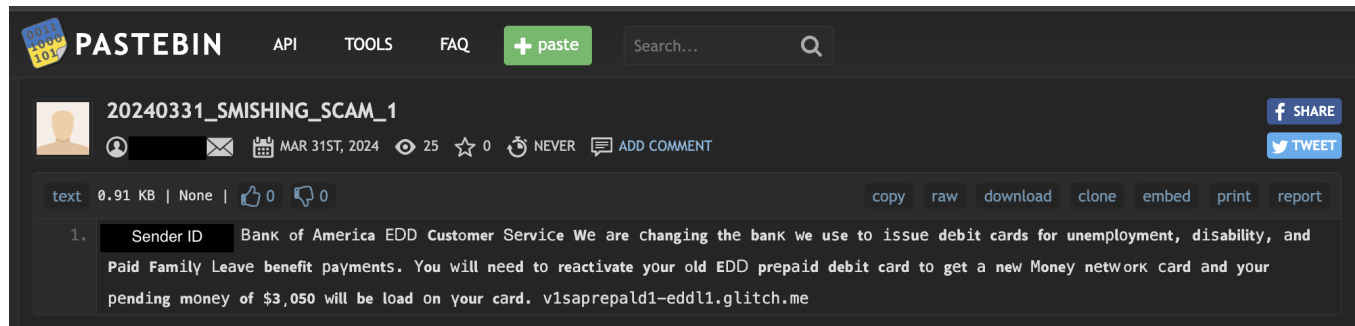 0011 1000 101 PASTEBIN API TOOLS FAQ + paste Search...
20240331_SMISHING_SCAM_1
SHARE
MAR 31ST, 2024 25 0 NEVER ADD COMMENT
TWEET
text 0.91 KB | None | 0 0 copy raw download clone embed print report
1. Sender ID Bank of America EDD Customer Service We are changing the bank we use to issue debit cards for unemployment, disability, and
Paid Family Leave benefit payments. You will need to reactivate your old EDD prepaid debit card to get a new Money network card and your
pending money of $3,050 will be load on your card. v1saprepald1-eddl1.glitch.me